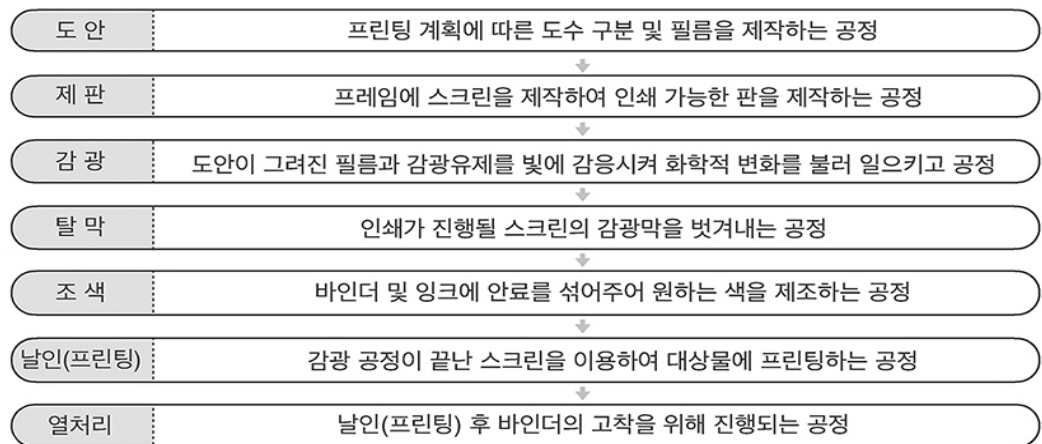 도 안 프린팅 계획에 따른 도수 구분 및 필름을 제작하는 공정
제 판 프레임에 스크린을 제작하여 인쇄 가능한 판을 제작하는 공정
감 광 도안이 그려진 필름과 감광유제를 빛에 감응시켜 화학적 변화를 불러 일으키고 공정
탈 막 인쇄가 진행될 스크린의 감광막을 벗겨내는 공정
조 색 바인더 및 잉크에 안료를 섞어주어 원하는 색을 제조하는 공정
날인(프린팅) 감광 공정이 끝난 스크린을 이용하여 대상물에 프린팅하는 공정
열처리 날인(프린팅) 후 바인더의 고착을 위해 진행되는 공정